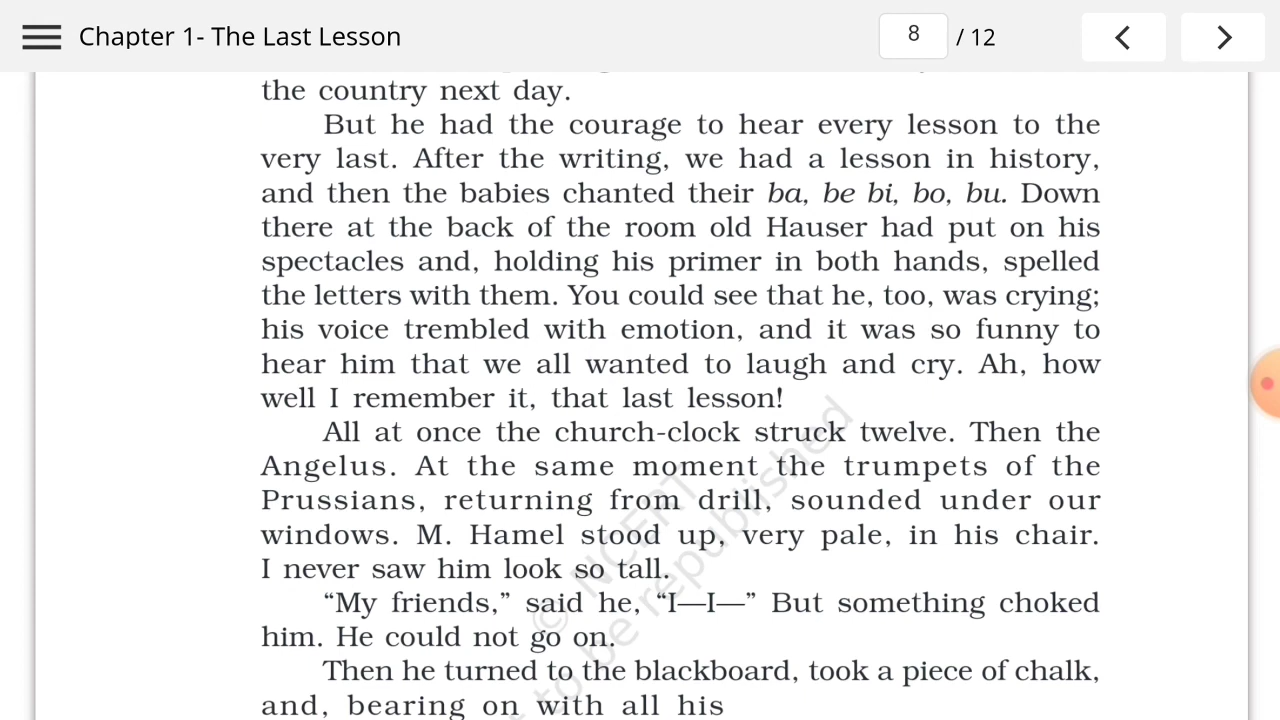 Chapter 1- The Last Lesson
8 / 12
the country next day.
But he had the courage to hear every lesson to the
very last. After the writing, we had a lesson in history,
and then the babies chanted their ba, be bi, bo, bu. Down
there at the back of the room old Hauser had put on his
spectacles and, holding his primer in both hands, spelled
the letters with them. You could see that he, too, was crying;
his voice trembled with emotion, and it was so funny to
hear him that we all wanted to laugh and cry. Ah, how
well I remember it, that last lesson!
All at once the church-clock struck twelve. Then the
Angelus. At the same moment the trumpets of the
Prussians, returning from drill, sounded under our
windows. M. Hamel stood up, very pale, in his chair.
I never saw him look so tall.
“My friends,” said he, “I—I—” But something choked
him. He could not go on.
Then he turned to the blackboard, took a piece of chalk,
and, bearing on with all his
© NCERT
to be republished